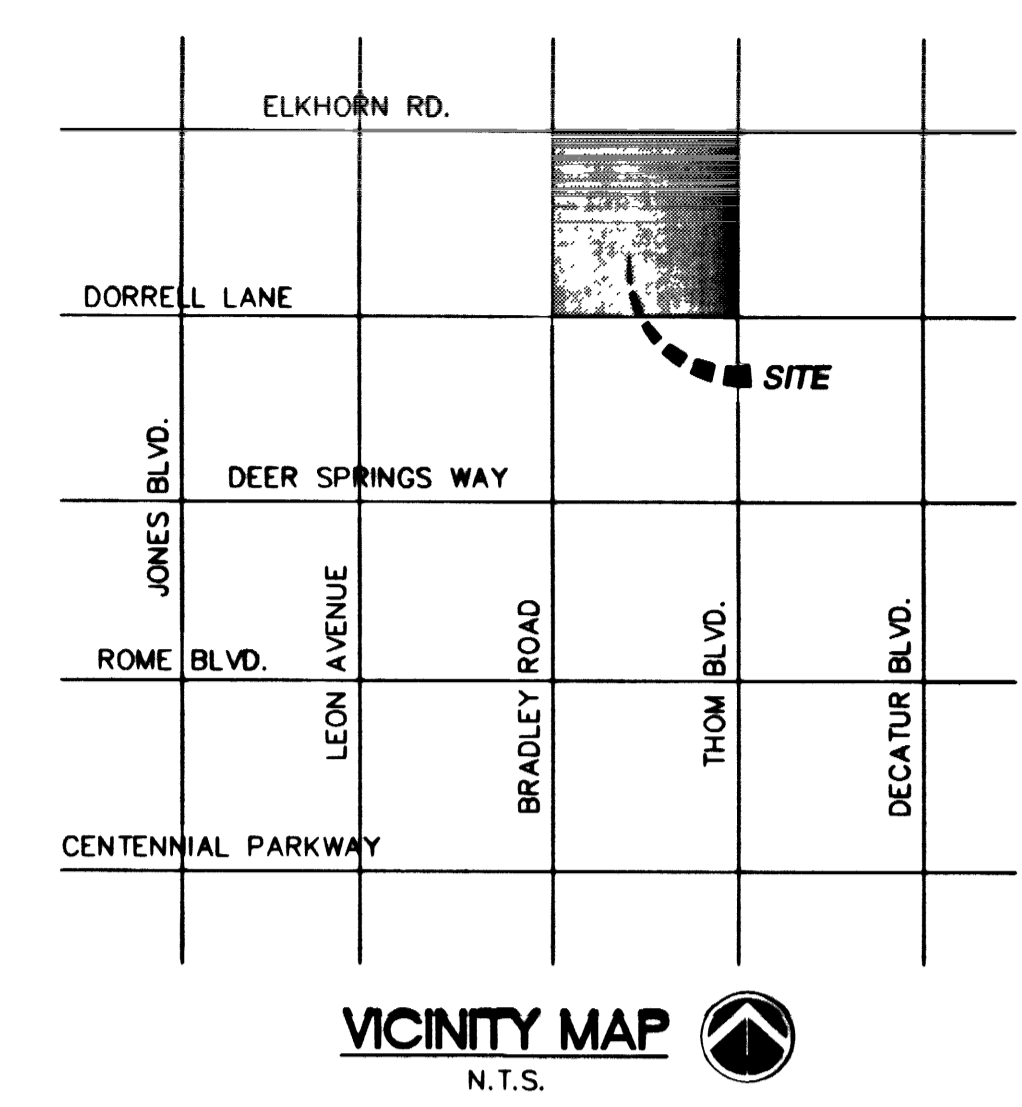 ELKHORN RD.
DORRELL LANE
SITE
JONES BLVD.
DEER SPRINGS WAY
LEON AVENUE
BRADLEY ROAD
THOM BLVD.
DECATUR BLVD.
ROME BLVD.
CENTENNIAL PARKWAY
VICINITY MAP
N.T.S.